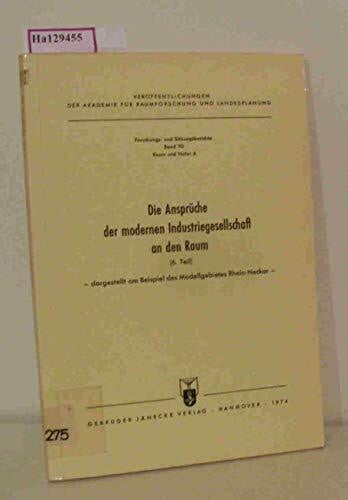 Ha129455
VERÖFFENTLICHUNGEN
DER AKADEMIE FÜR RAUMFORSCHUNG UND LANDESPLANUNG
Forschungs- und Sitzungsberichte
Band 90
Raum und Natur 6
Die Ansprüche
der modernen Industriegesellschaft
an den Raum
(6. Teil)
– dargestellt am Beispiel des Modellgebietes Rhein-Neckar –
GEBRÜDER JÄNECKE VERLAG · HANNOVER · 1974
275